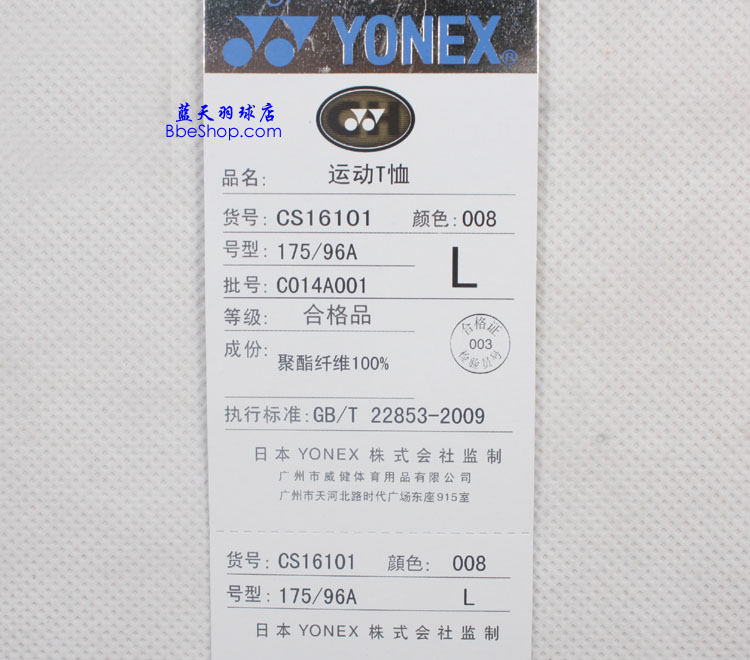 YONEX®
蓝天羽球店
BbeShop.com
品名: 运动T恤
货号: CS16101 颜色: 008
号型: 175/96A
L
批号: C014A001
等级: 合格品
合格证
003
检验员号
成份: 聚酯纤维100%
执行标准: GB/T 22853-2009
日本 YONEX 株式会社监制
广州市威健体育用品有限公司
广州市天河北路时代广场东座915室
货号: CS16101 顔色: 008
号型: 175/96A L
日本 YONEX 株式会社监制